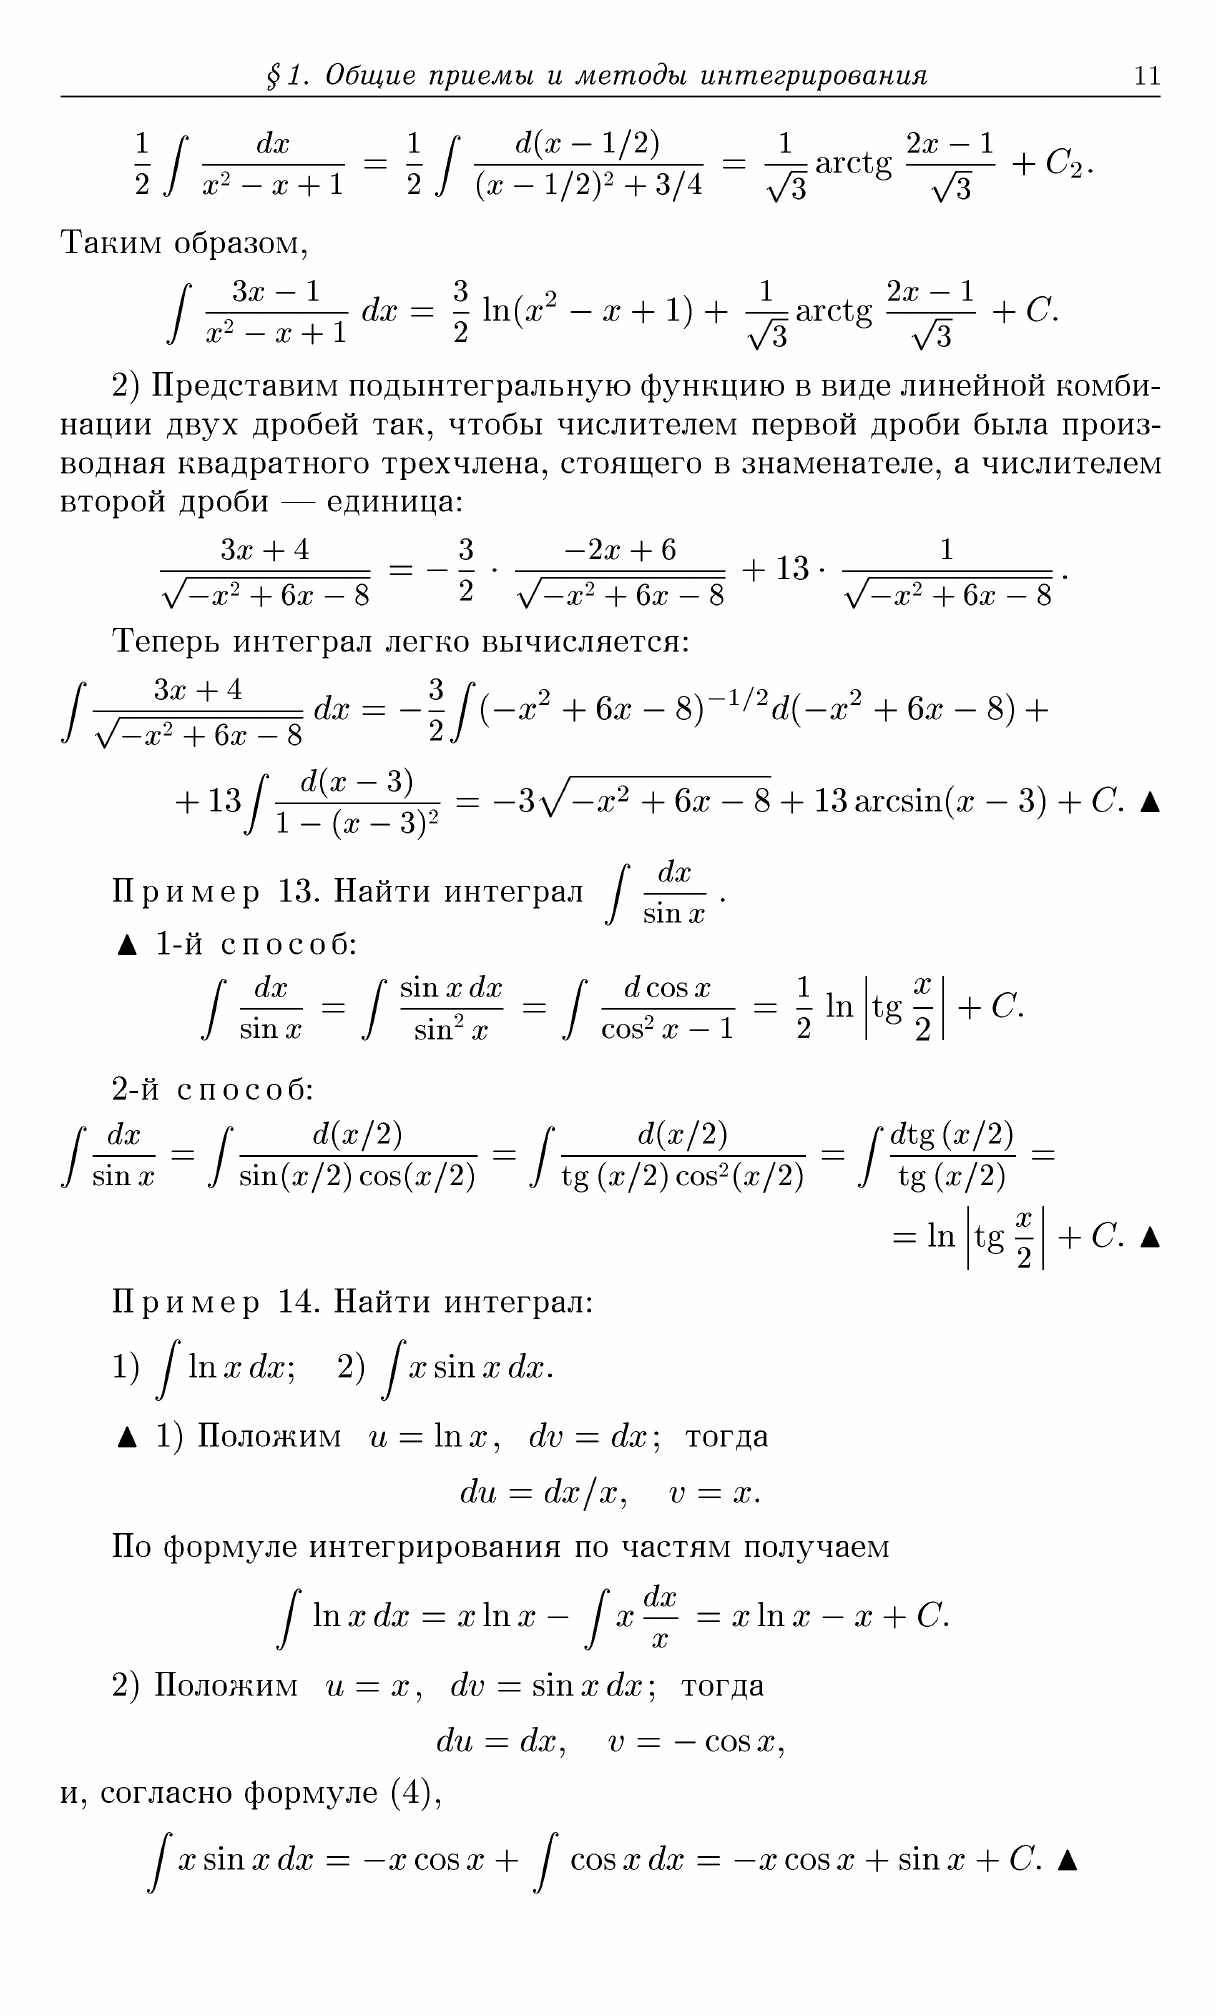 § 1. Общие приемы и методы интегрирования 11
$\frac{1}{2} \int \frac{dx}{x^2 - x + 1} = \frac{1}{2} \int \frac{d(x - 1/2)}{(x - 1/2)^2 + 3/4} = \frac{1}{\sqrt{3}} \text{arctg} \frac{2x - 1}{\sqrt{3}} + C_2.$
Таким образом,
$\int \frac{3x - 1}{x^2 - x + 1} dx = \frac{3}{2} \ln(x^2 - x + 1) + \frac{1}{\sqrt{3}} \text{arctg} \frac{2x - 1}{\sqrt{3}} + C.$
2) Представим подынтегральную функцию в виде линейной комби-
нации двух дробей так, чтобы числителем первой дроби была произ-
водная квадратного трехчлена, стоящего в знаменателе, а числителем
второй дроби — единица:
$\frac{3x + 4}{\sqrt{-x^2 + 6x - 8}} = -\frac{3}{2} \cdot \frac{-2x + 6}{\sqrt{-x^2 + 6x - 8}} + 13 \cdot \frac{1}{\sqrt{-x^2 + 6x - 8}}.$
Теперь интеграл легко вычисляется:
$\int \frac{3x + 4}{\sqrt{-x^2 + 6x - 8}} dx = -\frac{3}{2} \int (-x^2 + 6x - 8)^{-1/2} d(-x^2 + 6x - 8) +$
$+ 13 \int \frac{d(x - 3)}{1 - (x - 3)^2} = -3\sqrt{-x^2 + 6x - 8} + 13 \arcsin(x - 3) + C.$ ▲
Пример 13. Найти интеграл $\int \frac{dx}{\sin x}.$
▲ 1-й способ:
$\int \frac{dx}{\sin x} = \int \frac{\sin x \, dx}{\sin^2 x} = \int \frac{d \cos x}{\cos^2 x - 1} = \frac{1}{2} \ln \left| \text{tg} \frac{x}{2} \right| + C.$
2-й способ:
$\int \frac{dx}{\sin x} = \int \frac{d(x/2)}{\sin(x/2) \cos(x/2)} = \int \frac{d(x/2)}{\text{tg}(x/2) \cos^2(x/2)} = \int \frac{d\text{tg}(x/2)}{\text{tg}(x/2)} =$
$= \ln \left| \text{tg} \frac{x}{2} \right| + C.$ ▲
Пример 14. Найти интеграл:
1) $\int \ln x \, dx;$ 2) $\int x \sin x \, dx.$
▲ 1) Положим $u = \ln x, \; dv = dx;$ тогда
$du = dx/x, \quad v = x.$
По формуле интегрирования по частям получаем
$\int \ln x \, dx = x \ln x - \int x \frac{dx}{x} = x \ln x - x + C.$
2) Положим $u = x, \; dv = \sin x \, dx;$ тогда
$du = dx, \quad v = -\cos x,$
и, согласно формуле (4),
$\int x \sin x \, dx = -x \cos x + \int \cos x \, dx = -x \cos x + \sin x + C.$ ▲